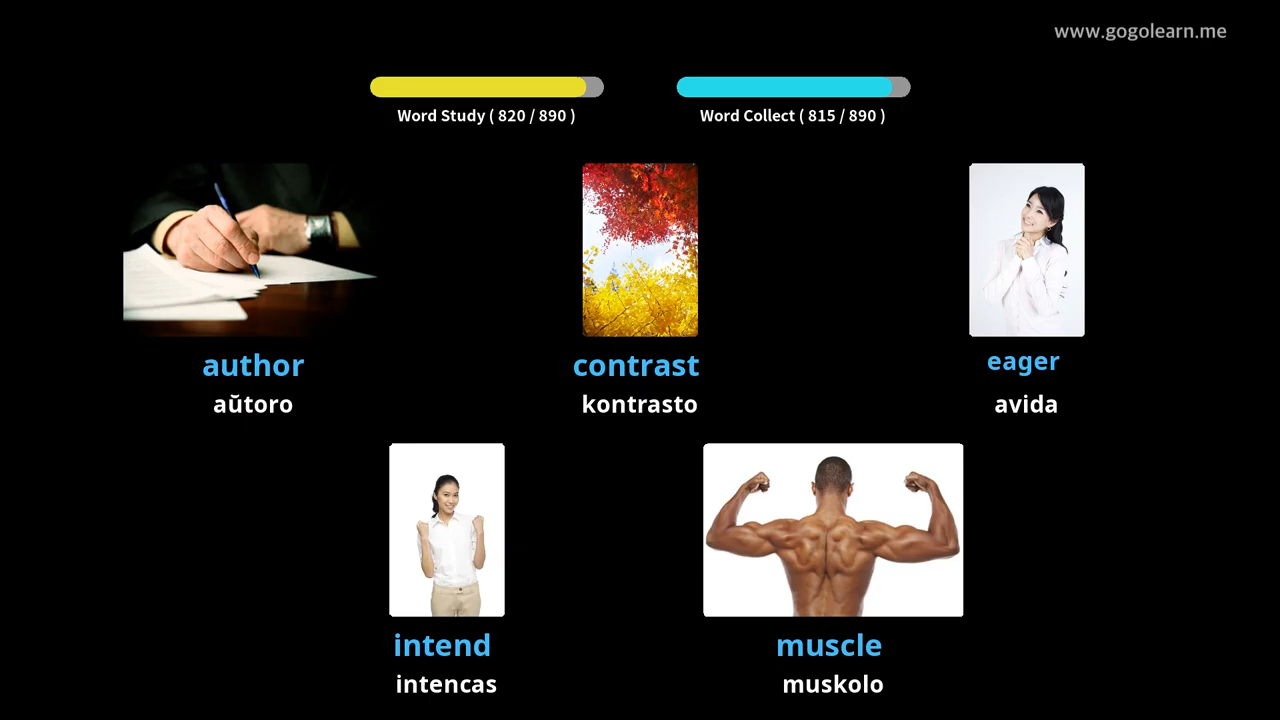 www.gogolearn.me
Word Study ( 820 / 890 )
Word Collect ( 815 / 890 )
author
aŭtoro
contrast
kontrasto
eager
avida
intend
intencas
muscle
muskolo